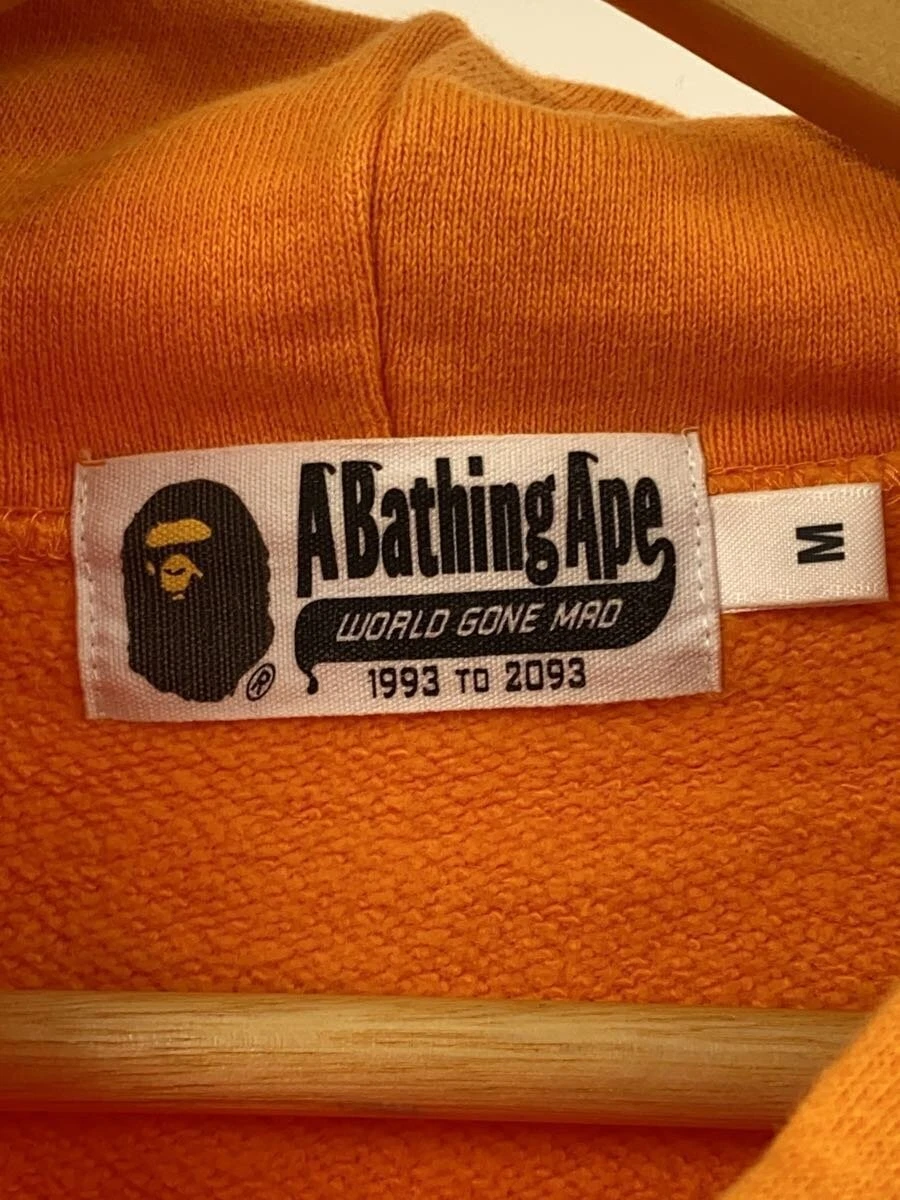 A Bathing Ape
WORLD GONE MAD
1993 TO 2093
®
M